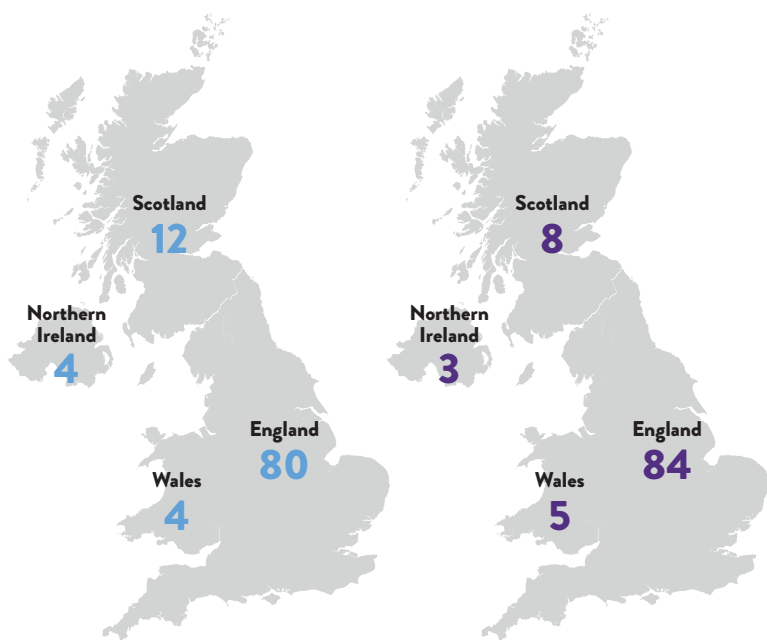 Scotland
12
Northern
Ireland
4
England
80
Wales
4
Scotland
8
Northern
Ireland
3
England
84
Wales
5